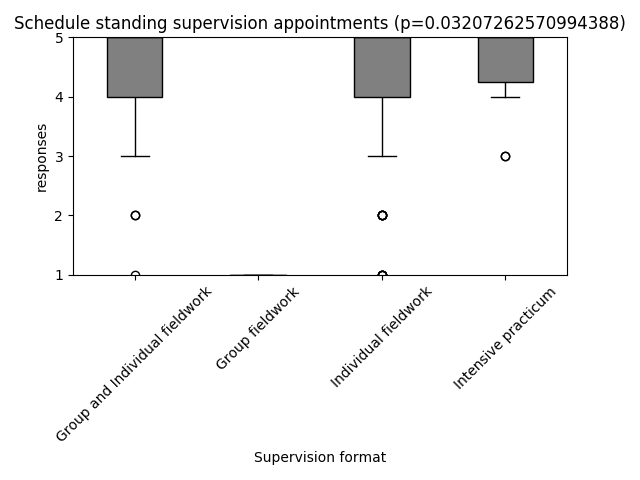 Schedule standing supervision appointments (p=0.03207262570994388)
responses
5
4
3
2
1
Group and Individual fieldwork
Group fieldwork
Individual fieldwork
Intensive practicum
Supervision format